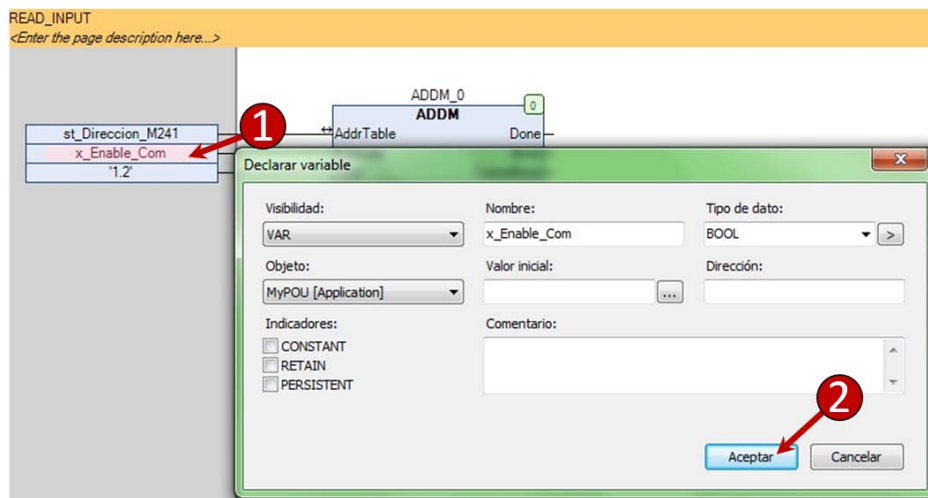 READ_INPUT
<Enter the page description here...>
ADDM_0
0
ADDM
AddrTable
Done
st_Direccion_M241
x_Enable_Com
'1.2'
1
Declarar variable
x
Visibilidad:
Nombre:
Tipo de dato:
VAR
x_Enable_Com
BOOL
>
Objeto:
Valor inicial:
Dirección:
MyPOU [Application]
...
Indicadores:
Comentario:
CONSTANT
RETAIN
PERSISTENT
2
Aceptar
Cancelar